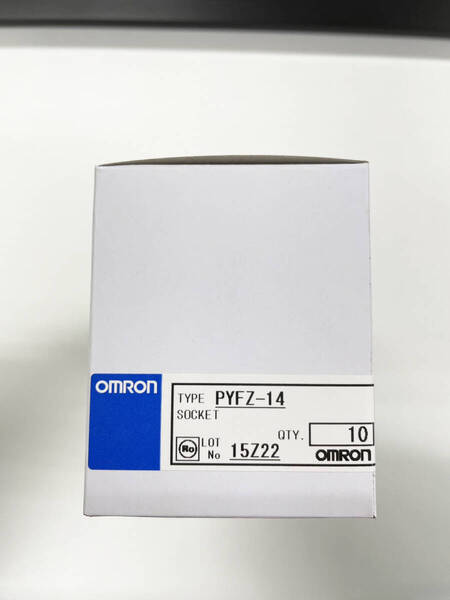 OMRON
TYPE PYFZ-14
SOCKET
QTY. 10
Ro LOT No 15Z22
OMRON